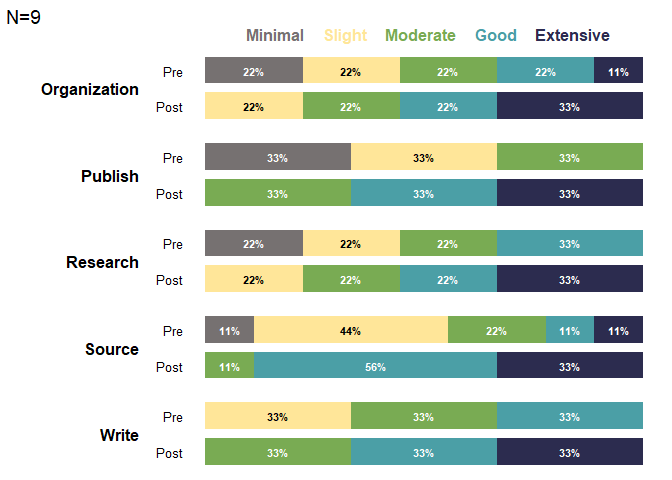 N=9
Minimal Slight Moderate Good Extensive
Organization
Pre 22% 22% 22% 22% 11%
Post 22% 22% 22% 33%
Publish
Pre 33% 33% 33%
Post 33% 33% 33%
Research
Pre 22% 22% 22% 33%
Post 22% 22% 22% 33%
Source
Pre 11% 44% 22% 11% 11%
Post 11% 56% 33%
Write
Pre 33% 33% 33%
Post 33% 33% 33%